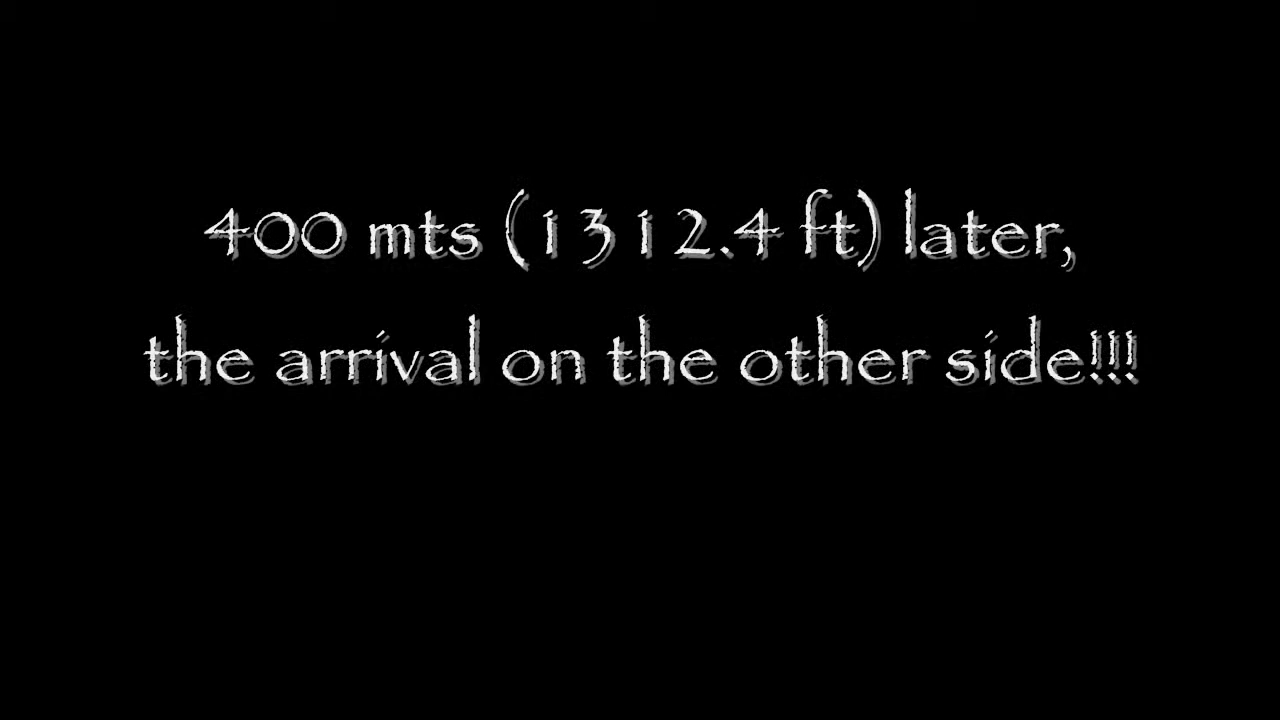 400 mts (1312.4 ft) later,
the arrival on the other side!!!